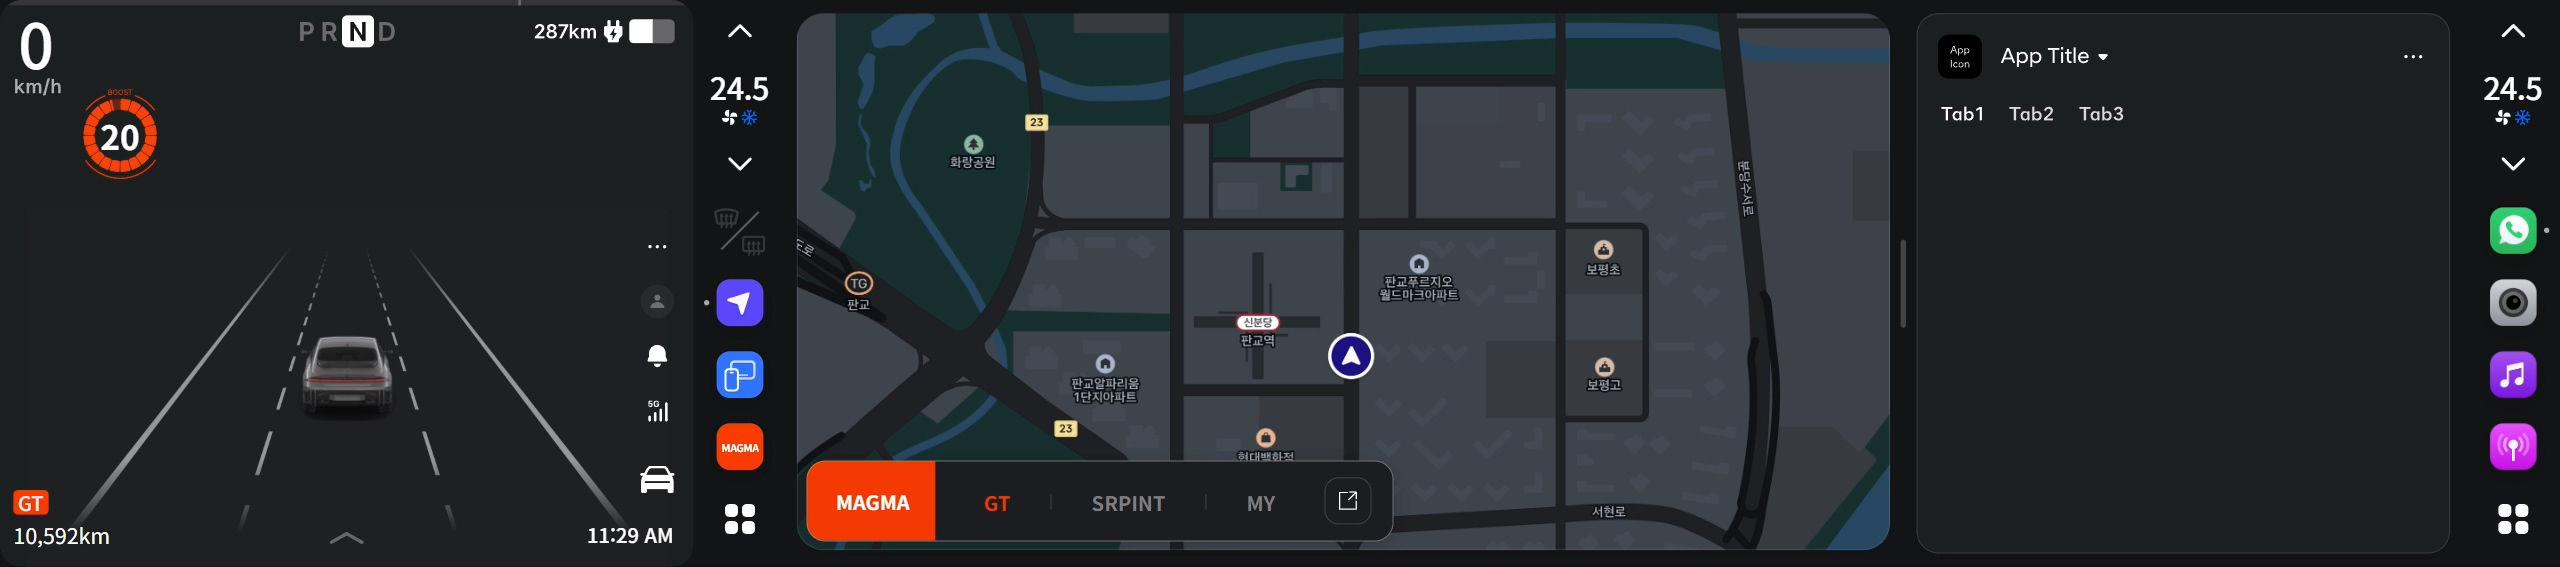 0
km/h
P R N D
287km
BOOST
20
5G
GT
10,592km
11:29 AM
24.5
MAGMA
23
화랑공원
TG
판교
신분당
판교역
판교푸르지오
월드마크아파트
판교알파리움
1단지아파트
23
현대백화점
보평초
보평고
분당수서로
서현로
MAGMA
GT
SRPINT
MY
App
Icon
App Title
Tab1 Tab2 Tab3
24.5